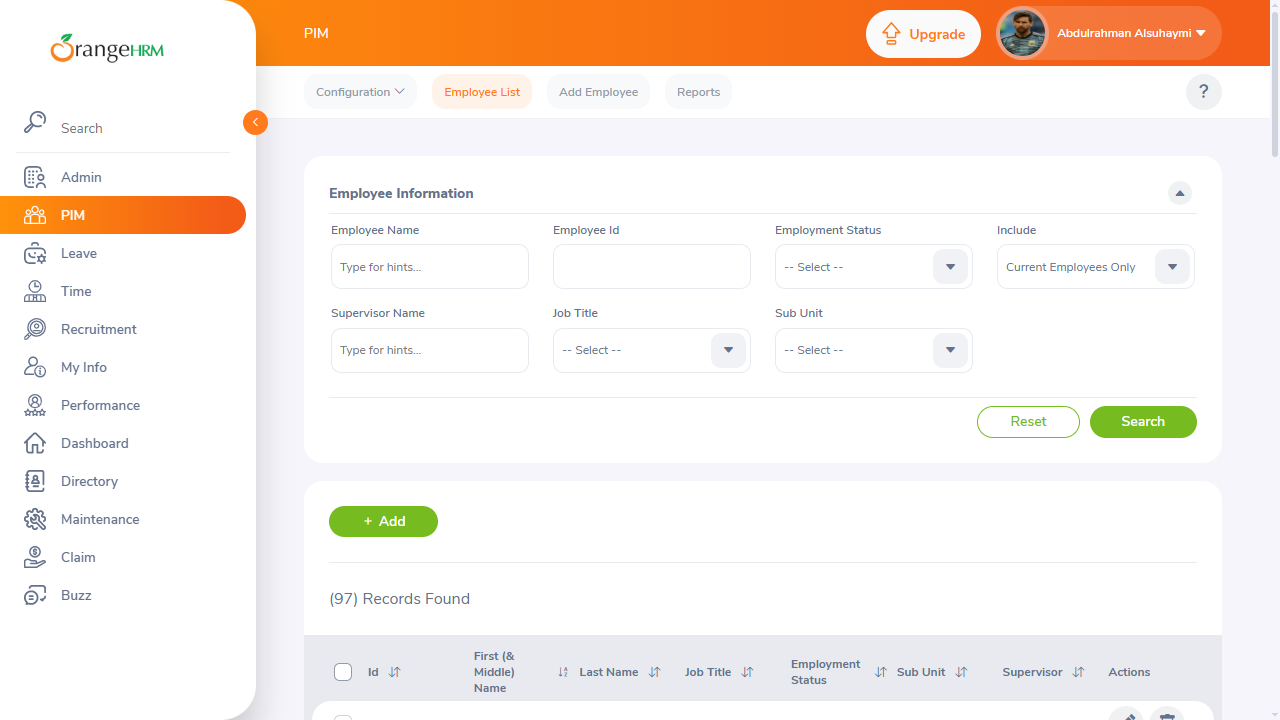 OrangeHRM
Search
Admin
PIM
Leave
Time
Recruitment
My Info
Performance
Dashboard
Directory
Maintenance
Claim
Buzz
PIM
Upgrade
Abdulrahman Alsuhaymi
Configuration
Employee List
Add Employee
Reports
?
Employee Information
Employee Name
Employee Id
Employment Status
Include
Type for hints...
-- Select --
Current Employees Only
Supervisor Name
Job Title
Sub Unit
Type for hints...
-- Select --
-- Select --
Reset
Search
+ Add
(97) Records Found
Id
First (& Middle) Name
Last Name
Job Title
Employment Status
Sub Unit
Supervisor
Actions